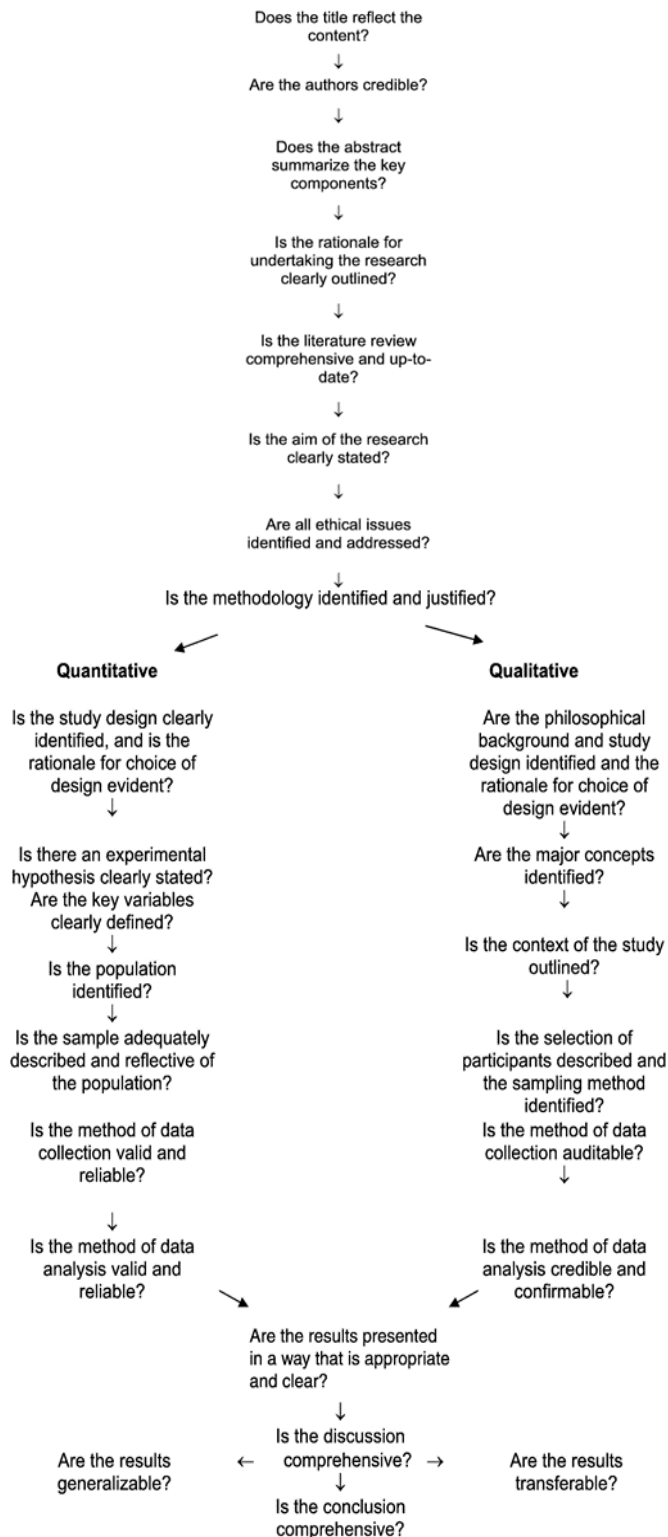 Does the title reflect the
content?
↓
Are the authors credible?
↓
Does the abstract
summarize the key
components?
↓
Is the rationale for
undertaking the research
clearly outlined?
↓
Is the literature review
comprehensive and up-to-
date?
↓
Is the aim of the research
clearly stated?
↓
Are all ethical issues
identified and addressed?
↓
Is the methodology identified and justified?
Quantitative
Is the study design clearly
identified, and is the
rationale for choice of
design evident?
↓
Is there an experimental
hypothesis clearly stated?
Are the key variables
clearly defined?
↓
Is the population
identified?
↓
Is the sample adequately
described and reflective of
the population?
Is the method of data
collection valid and
reliable?
↓
Is the method of data
analysis valid and
reliable?
Qualitative
Are the philosophical
background and study
design identified and the
rationale for choice of
design evident?
↓
Are the major concepts
identified?
↓
Is the context of the study
outlined?
↓
Is the selection of
participants described and
the sampling method
identified?
Is the method of data
collection auditable?
↓
Is the method of data
analysis credible and
confirmable?
Are the results presented
in a way that is appropriate
and clear?
↓
Is the discussion
comprehensive?
←
Are the results
generalizable?
→
Are the results
transferable?
↓
Is the conclusion
comprehensive?